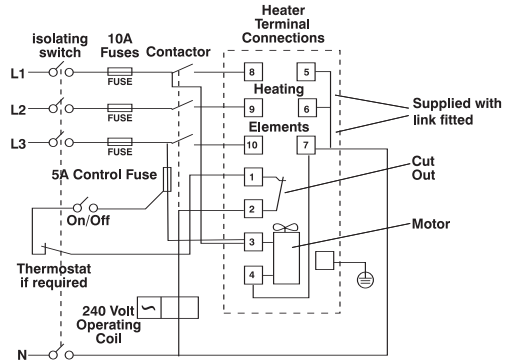 Heater
Terminal
Connections
isolating
switch
10A
Fuses
Contactor
L1
FUSE
8
5
Heating
L2
FUSE
9
6
Supplied with
link fitted
Elements
L3
FUSE
10
7
5A Control Fuse
1
Cut
Out
On/Off
2
3
Motor
Thermostat
if required
4
240 Volt
Operating
Coil
~
N